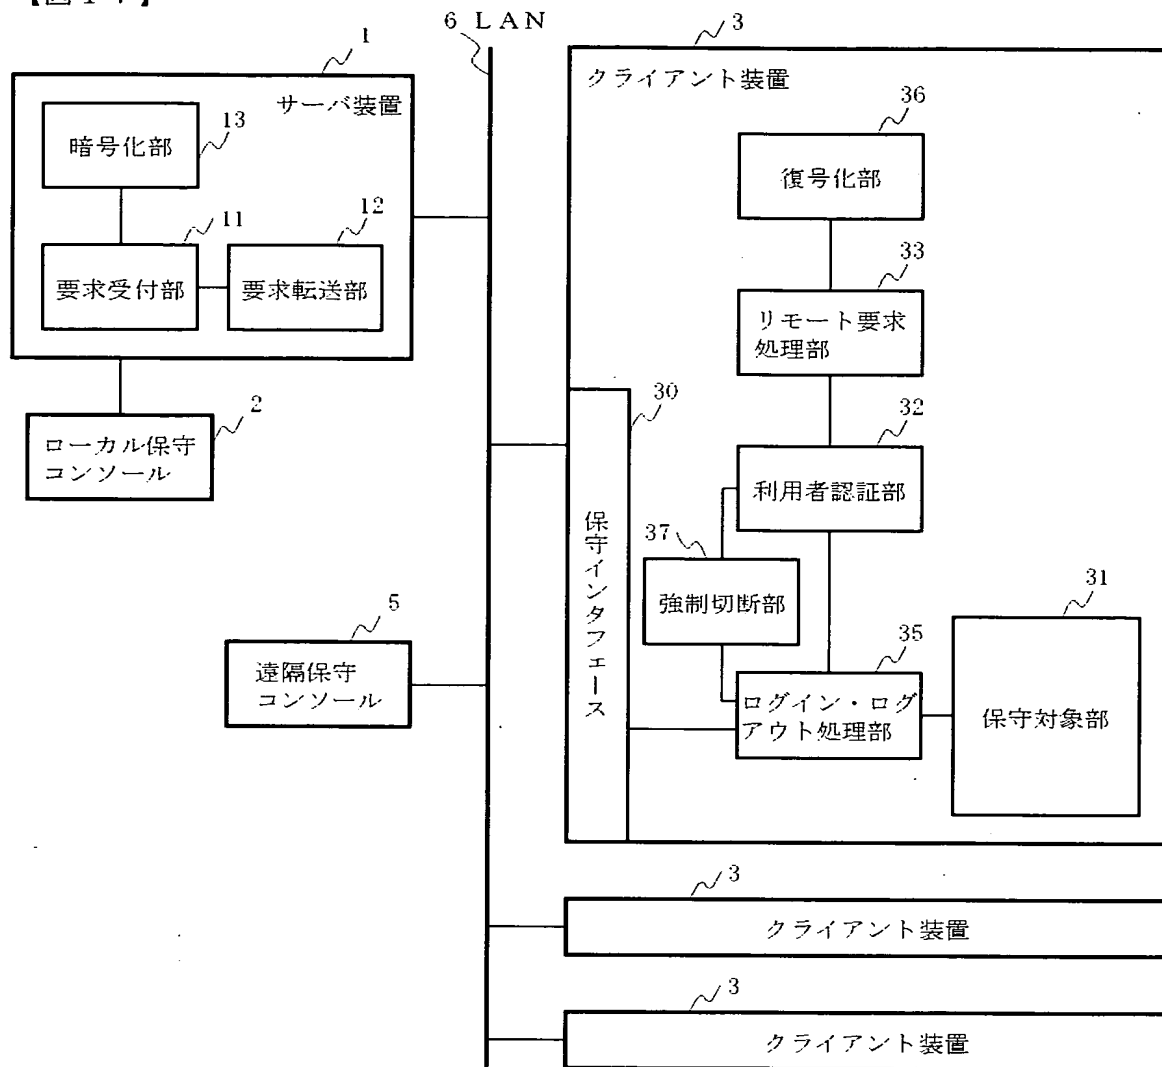 6 LAN
1
サーバ装置
13
暗号化部
11
要求受付部
12
要求転送部
2
ローカル保守
コンソール
5
遠隔保守
コンソール
3
クライアント装置
36
復号化部
33
リモート要求
処理部
30
保守インタフェース
32
利用者認証部
37
強制切断部
35
ログイン・ログ
アウト処理部
31
保守対象部
3
クライアント装置
3
クライアント装置